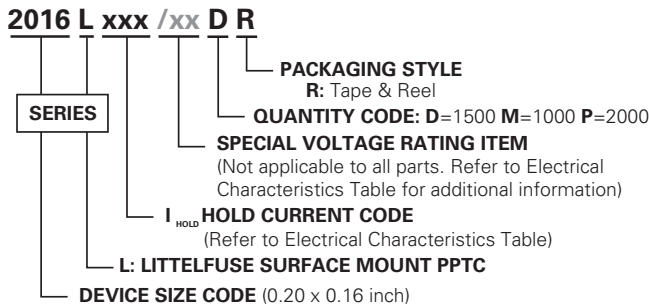 2016 L xxx /xx D R
PACKAGING STYLE
R: Tape & Reel
SERIES
QUANTITY CODE: D=1500 M=1000 P=2000
SPECIAL VOLTAGE RATING ITEM
(Not applicable to all parts. Refer to Electrical
Characteristics Table for additional information)
I HOLD HOLD CURRENT CODE
(Refer to Electrical Characteristics Table)
L: LITTELFUSE SURFACE MOUNT PPTC
DEVICE SIZE CODE (0.20 x 0.16 inch)